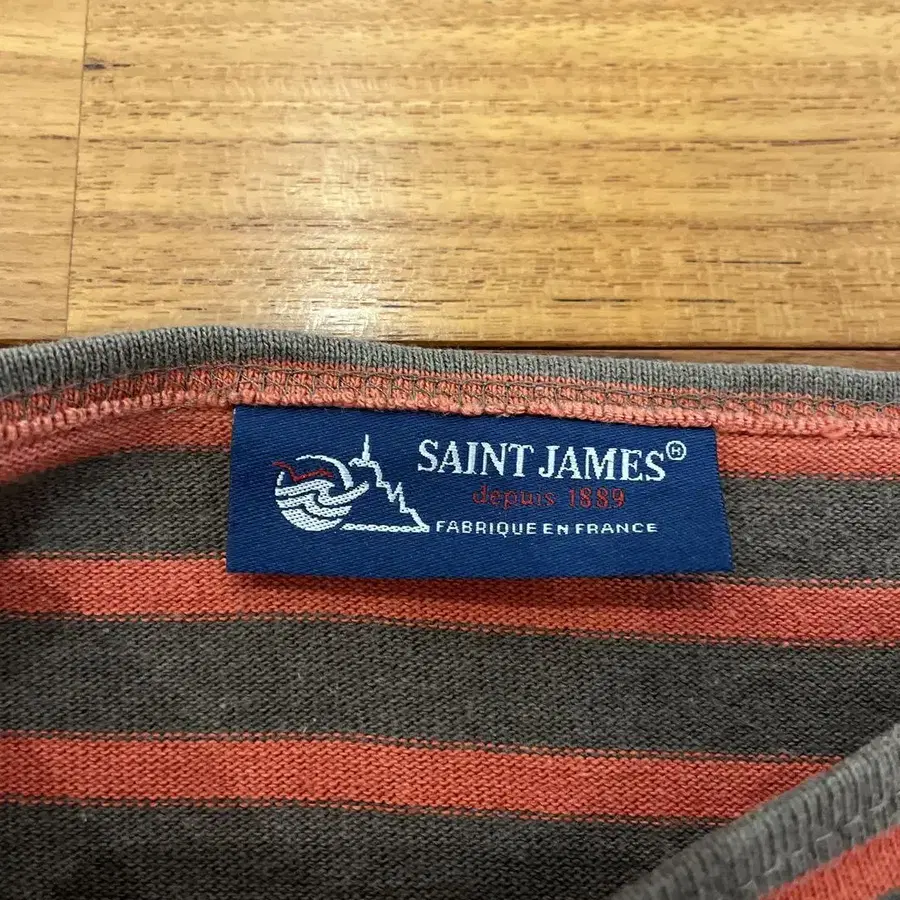 SAINT JAMES®
depuis 1889
FABRIQUE EN FRANCE